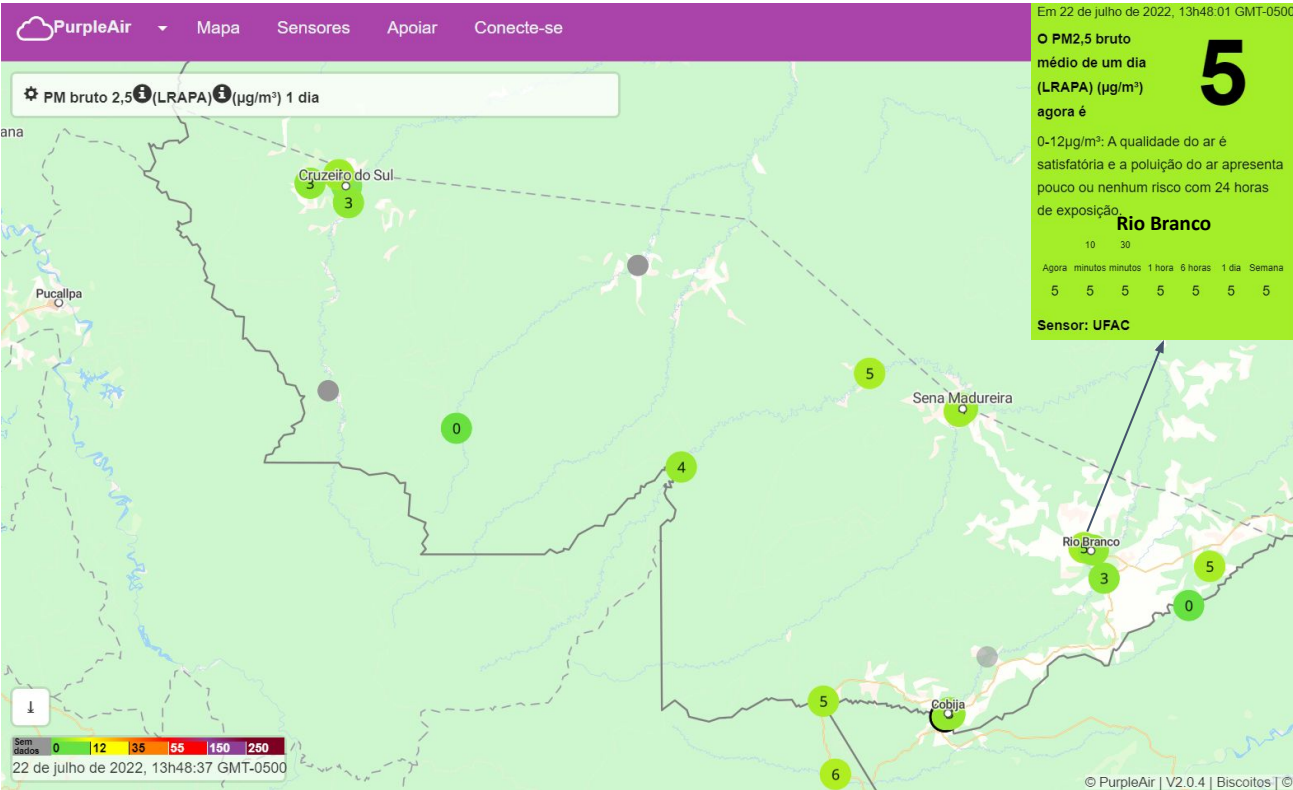 PurpleAir Mapa Sensores Apoiar Conecte-se
PM bruto 2,5 (LRAPA) (µg/m³) 1 dia
Em 22 de julho de 2022, 13h48:01 GMT-0500
O PM2,5 bruto
médio de um dia
(LRAPA) (µg/m³)
agora é
5
0-12µg/m³: A qualidade do ar é
satisfatória e a poluição do ar apresenta
pouco ou nenhum risco com 24 horas
de exposição.
Rio Branco
10 30
Agora minutos minutos 1 hora 6 horas 1 dia Semana
5 5 5 5 5 5 5
Sensor: UFAC
ana
Cruzeiro do Sul
3
3
Pucallpa
5
Sena Madureira
0
4
Rio Branco
5
3
5
0
Cobija
5
6
Sem
dados 0 12 35 55 150 250
22 de julho de 2022, 13h48:37 GMT-0500
© PurpleAir | V2.0.4 | Biscoitos | ©